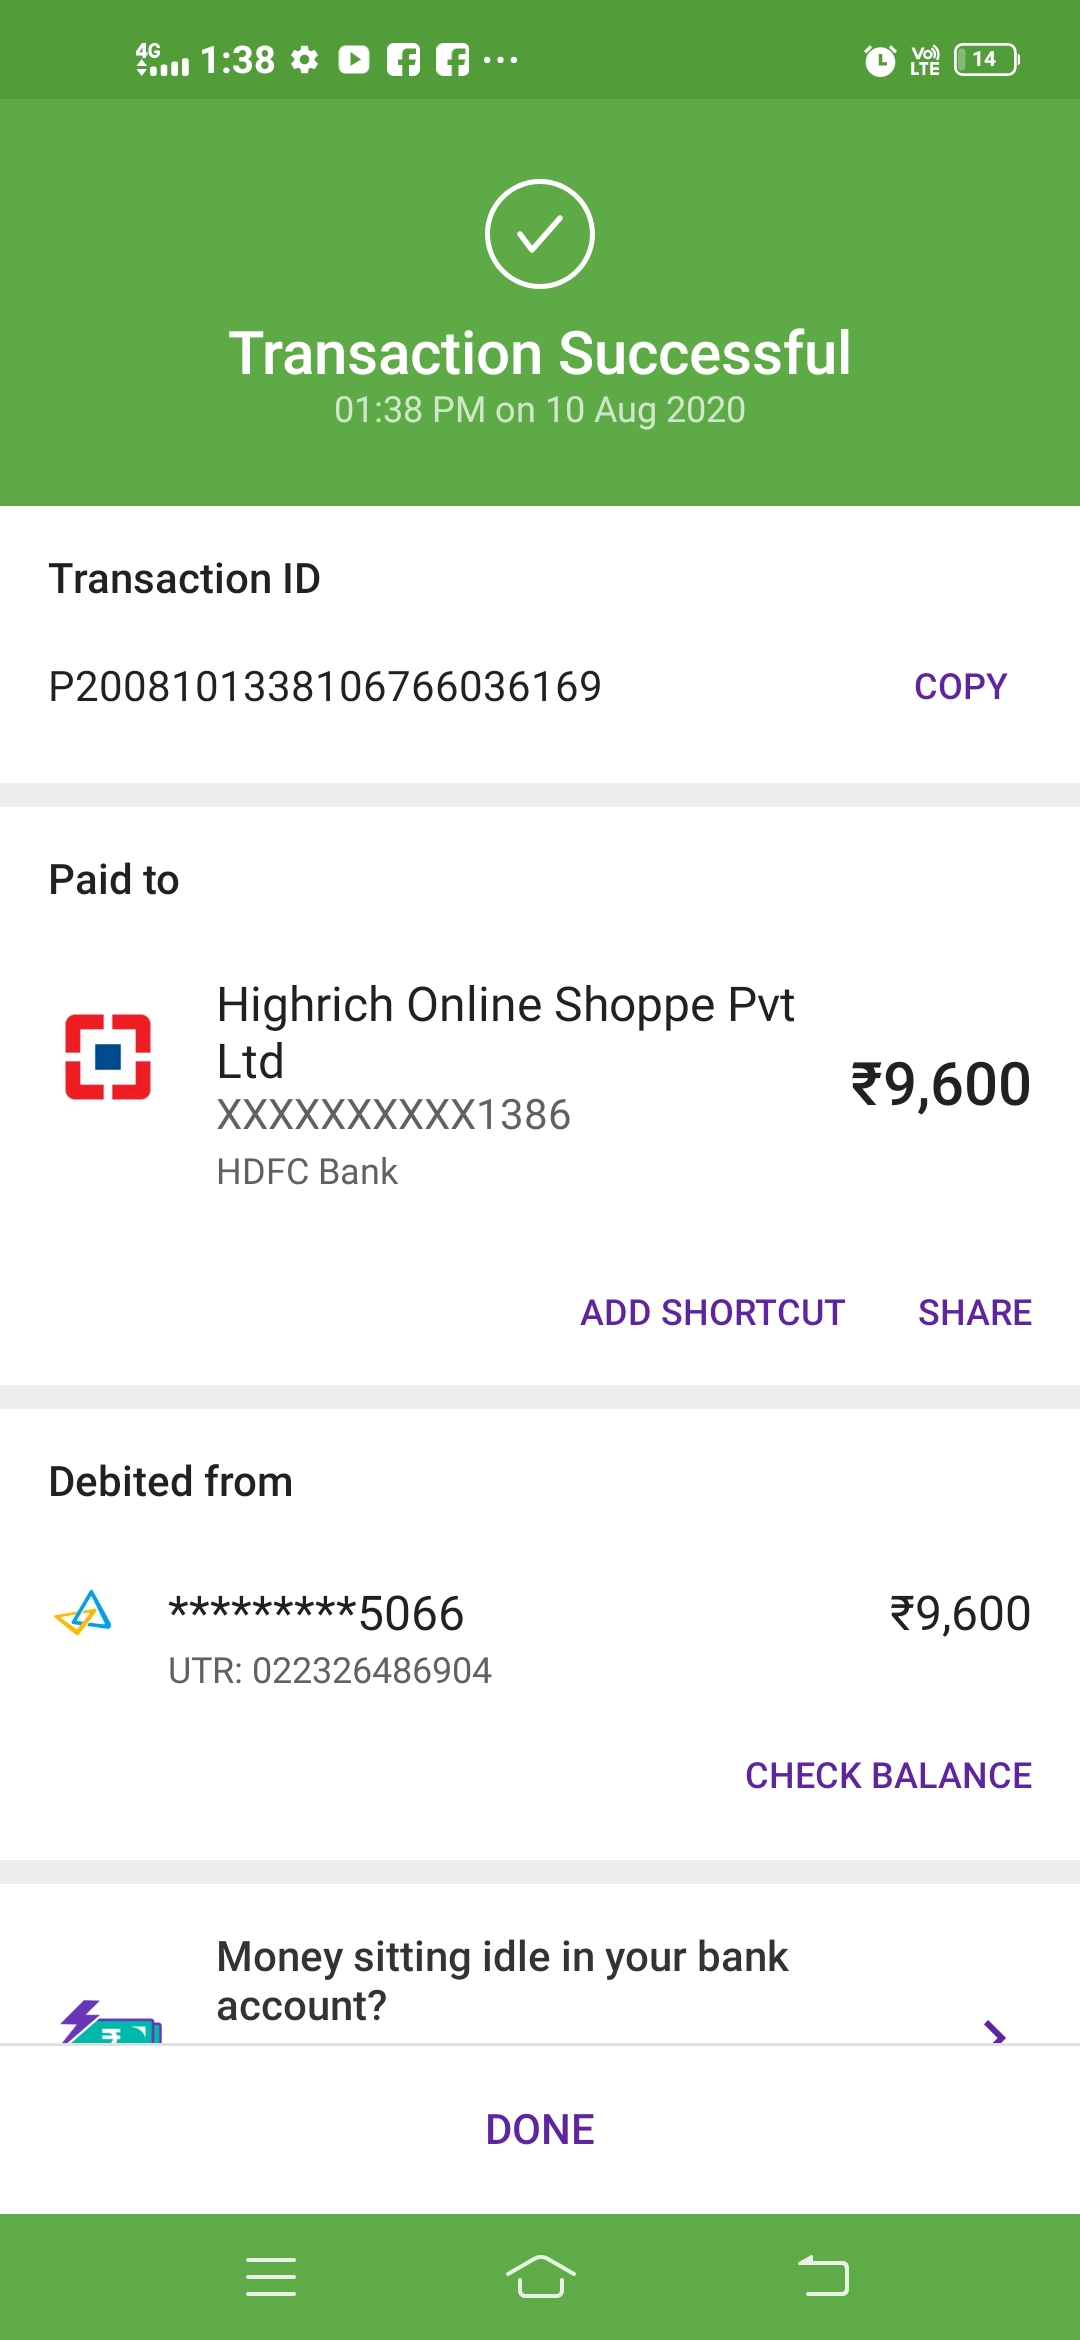 4G 1:38 Vo) LTE 14
Transaction Successful
01:38 PM on 10 Aug 2020
Transaction ID
P2008101338106766036169 COPY
Paid to
Highrich Online Shoppe Pvt
Ltd
₹9,600
XXXXXXXXXX1386
HDFC Bank
ADD SHORTCUT SHARE
Debited from
*********5066 ₹9,600
UTR: 022326486904
CHECK BALANCE
Money sitting idle in your bank
account?
DONE